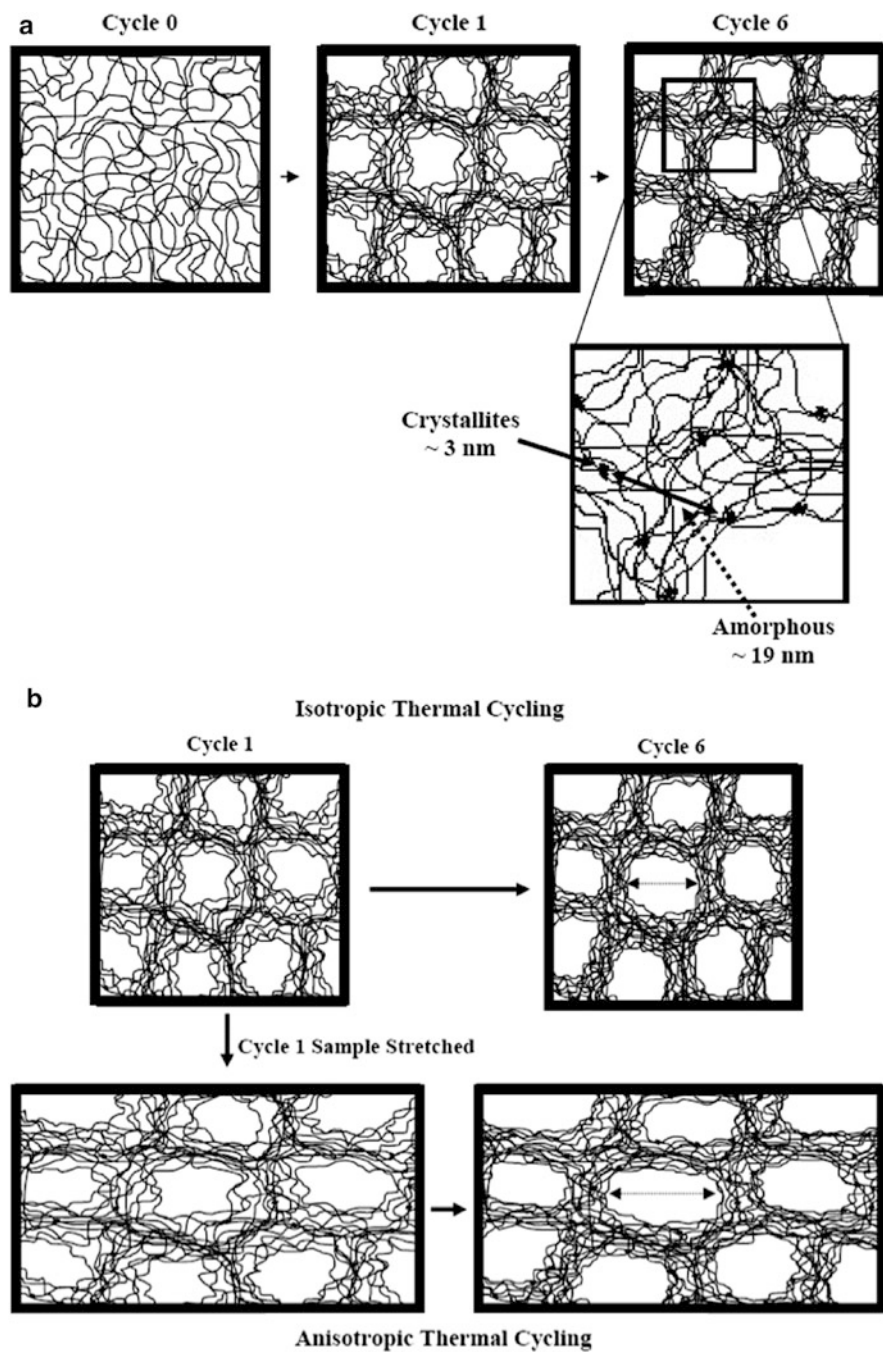 a
Cycle 0
Cycle 1
Cycle 6
Crystallites
~ 3 nm
Amorphous
~ 19 nm
b
Isotropic Thermal Cycling
Cycle 1
Cycle 6
Cycle 1 Sample Stretched
Anisotropic Thermal Cycling